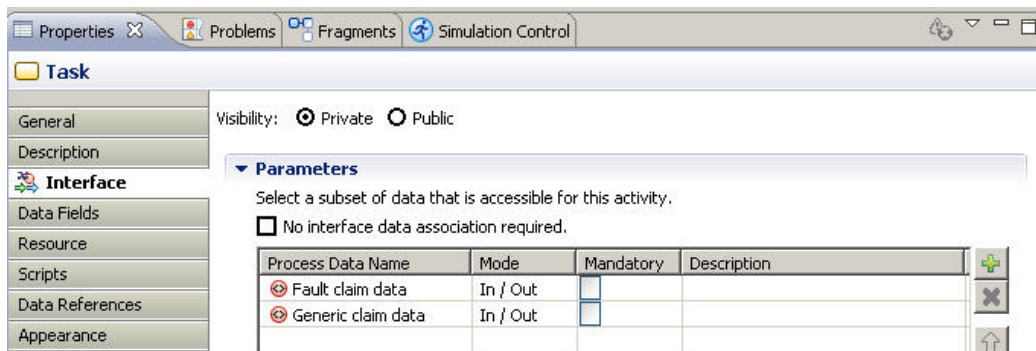 Properties Problems Fragments Simulation Control
Task
General
Description
Interface
Data Fields
Resource
Scripts
Data References
Appearance
Visibility: Private Public
Parameters
Select a subset of data that is accessible for this activity.
No interface data association required.
Process Data Name Mode Mandatory Description
Fault claim data In / Out
Generic claim data In / Out